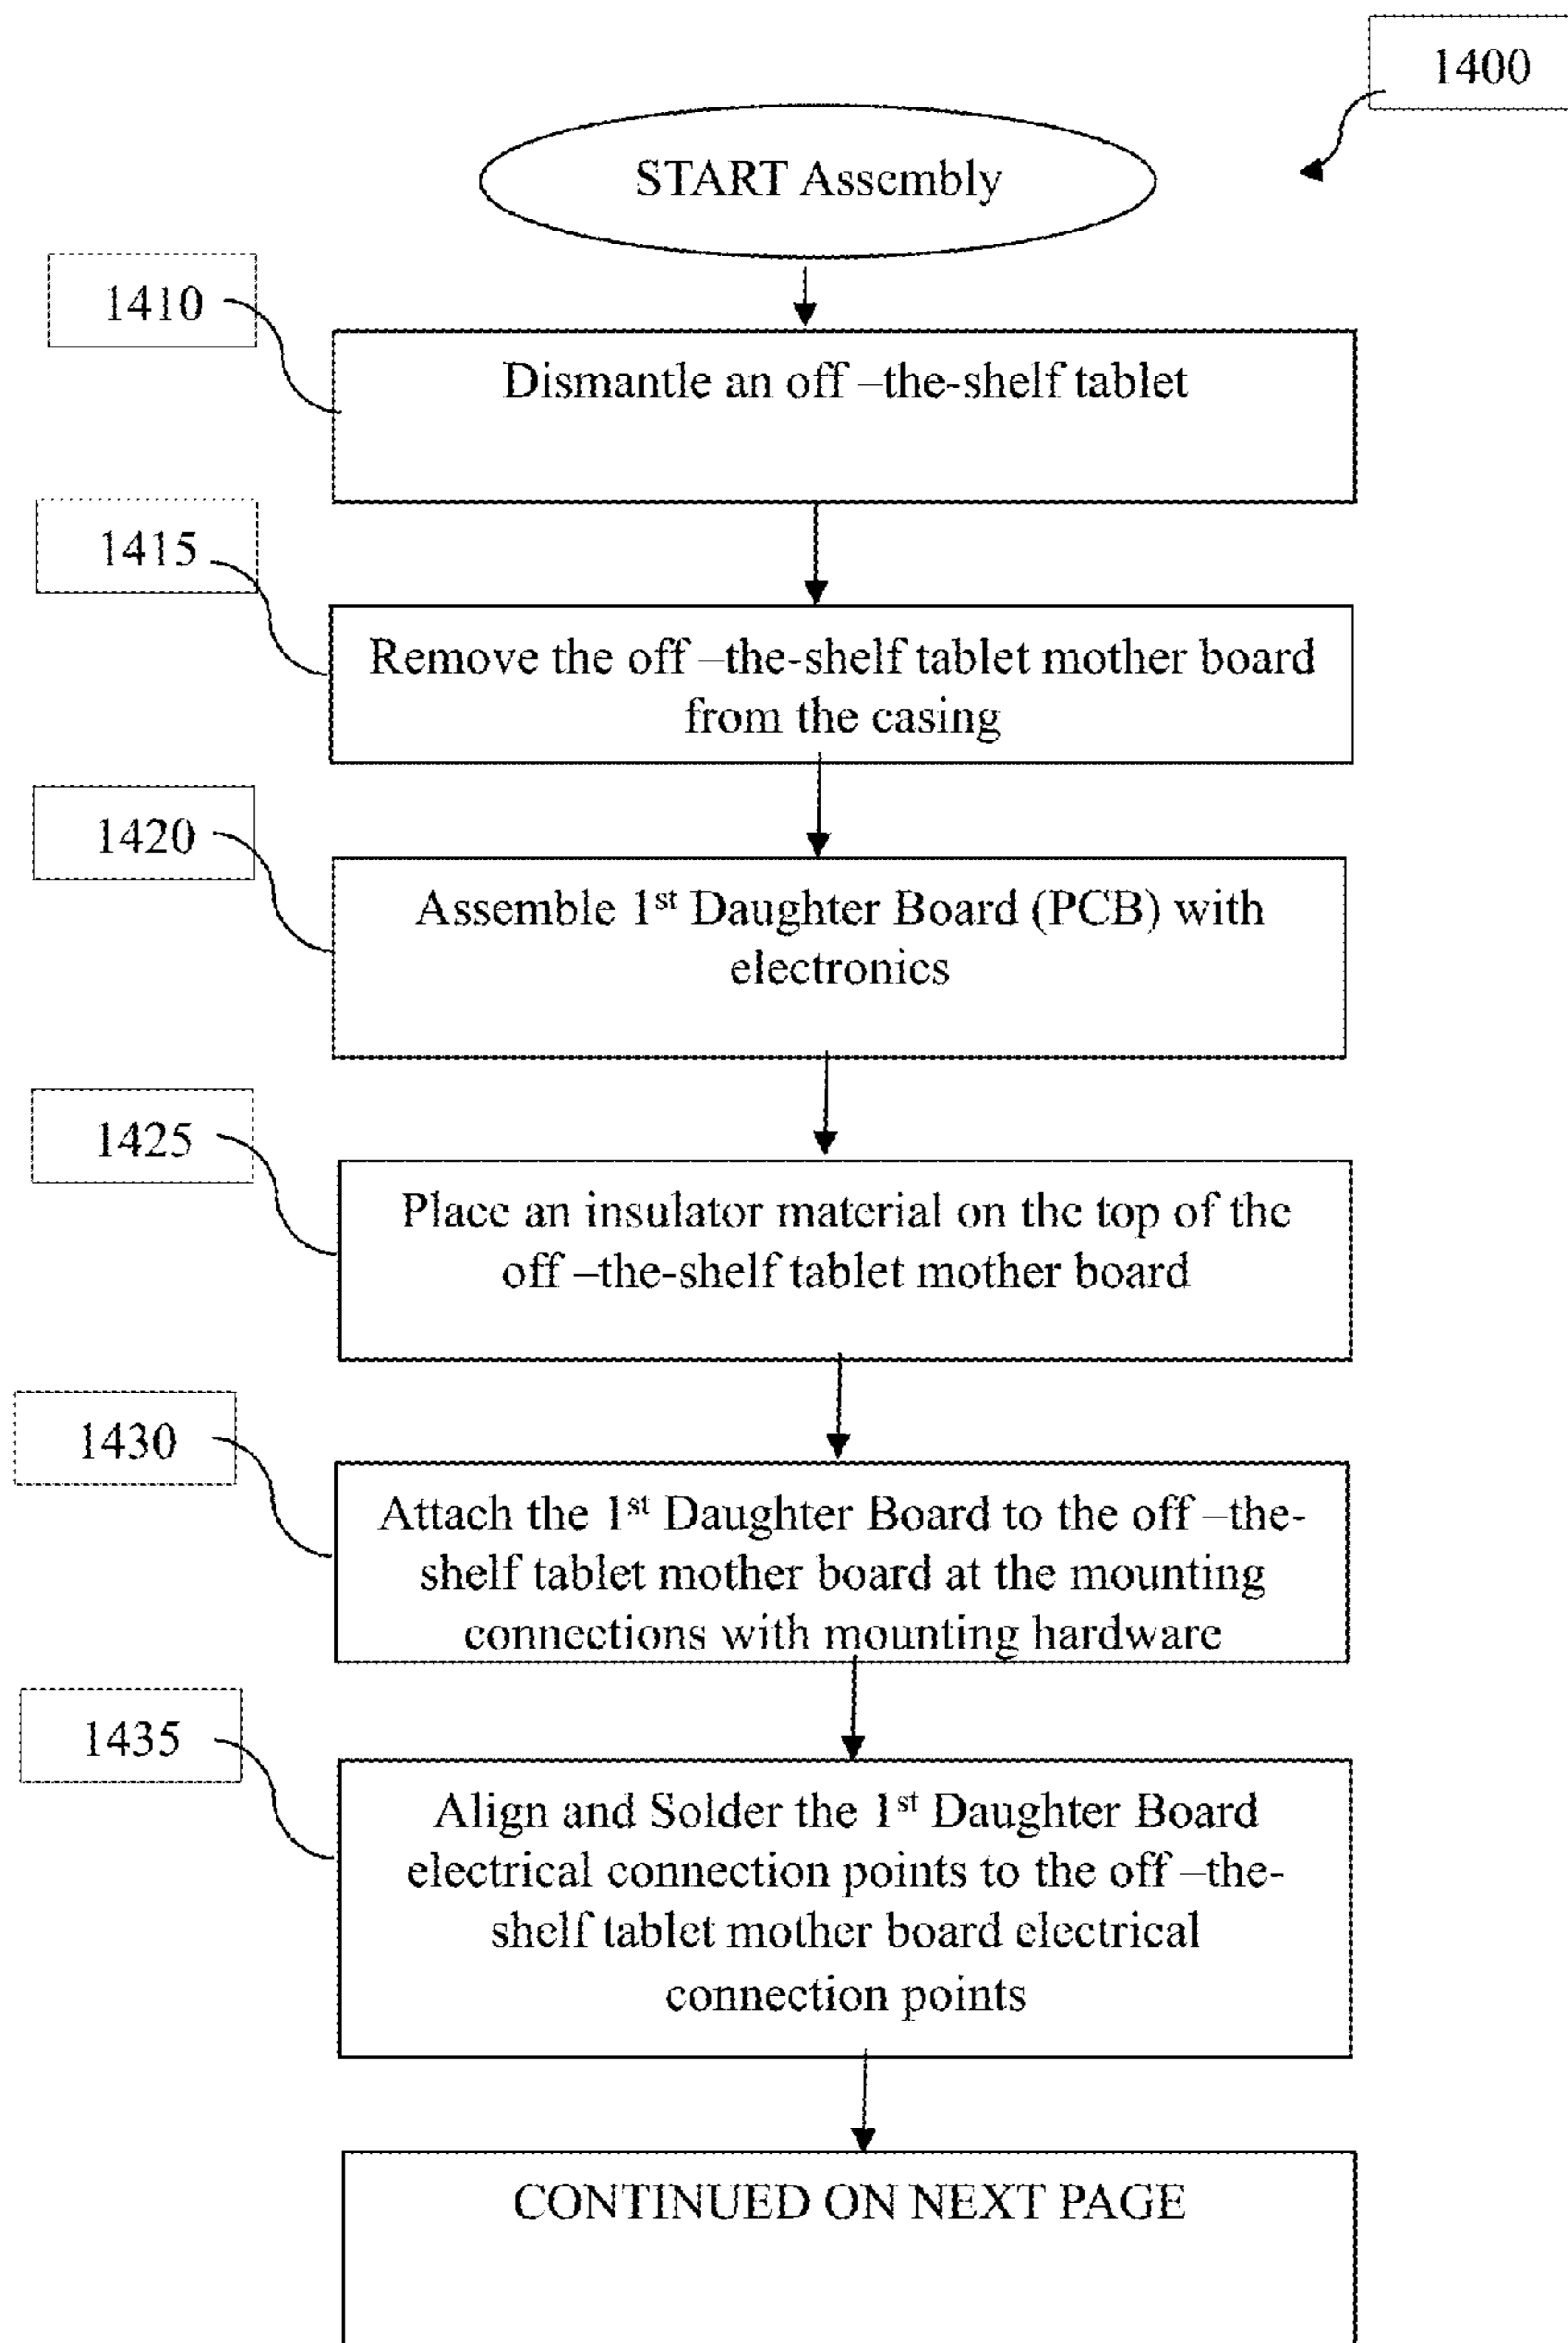 1400
START Assembly
1410
Dismantle an off –the-shelf tablet
1415
Remove the off –the-shelf tablet mother board
from the casing
1420
Assemble 1st Daughter Board (PCB) with
electronics
1425
Place an insulator material on the top of the
off –the-shelf tablet mother board
1430
Attach the 1st Daughter Board to the off –the-
shelf tablet mother board at the mounting
connections with mounting hardware
1435
Align and Solder the 1st Daughter Board
electrical connection points to the off –the-
shelf tablet mother board electrical
connection points
CONTINUED ON NEXT PAGE